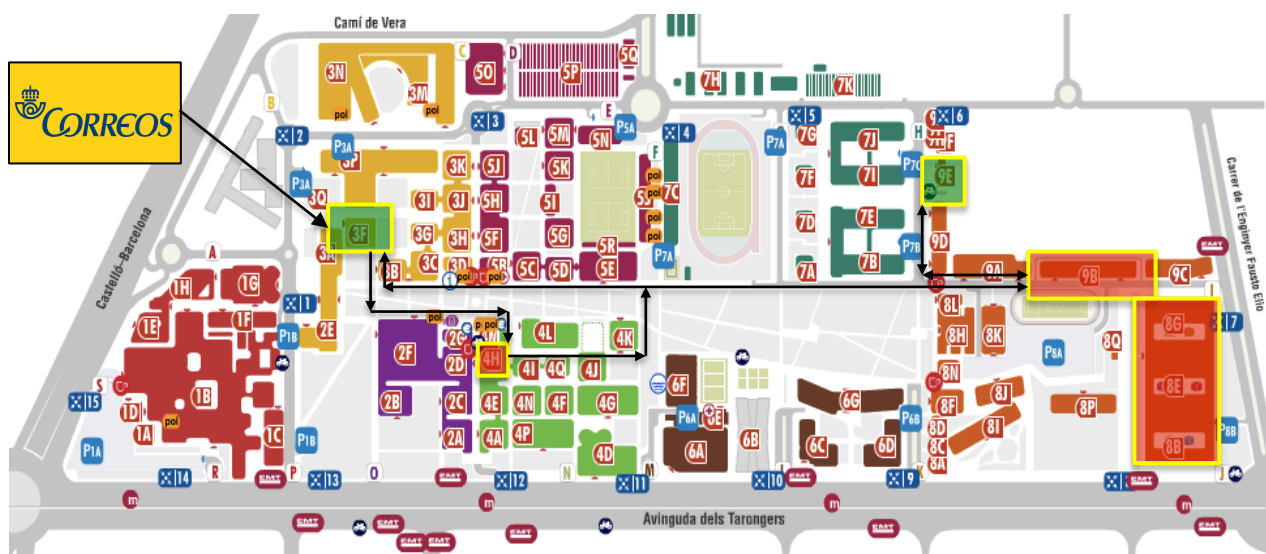 Camí de Vera
CORREOS
Castelló-Barcelona
Avinguda dels Tarongers
Carrer de l'Enginyer Fausto Elio
3N
3M
5O
5P
5Q
7H
7K
A
B
C
D
E
F
H
2
3
4
5
6
P3A
P3A
P5A
P7A
P7C
3P
3K
5J
5L
5M
5N
5K
7G
7J
7I
7F
9E
3Q
3I
3J
5H
5I
5S
7C
3F
3G
3H
5F
5G
5R
7D
7E
9D
P7B
P7A
3A
3B
3C
3D
5B
5C
5D
5E
7A
7B
9A
9B
9C
EMT
1H
1G
1
1E
1F
2E
P1B
poi
2F
2G
2D
4H
4L
4K
4I
4Q
4J
8L
8H
8K
8Q
8G
7
P8A
S
15
1D
1B
1A
1C
P1A
P1B
2B
2C
2A
4E
4N
4F
4G
4A
4P
4D
6F
P6A
6E
6A
6B
6G
6C
6D
P6B
8N
8F
8D
8C
8A
8J
8I
8P
8E
8B
P8B
14
R
EMT
P
13
O
EMT
12
N
11
M
10
EMT
9
K
EMT
J
m
m
m
m
EMT
EMT
EMT
EMT
EMT
EMT
EMT